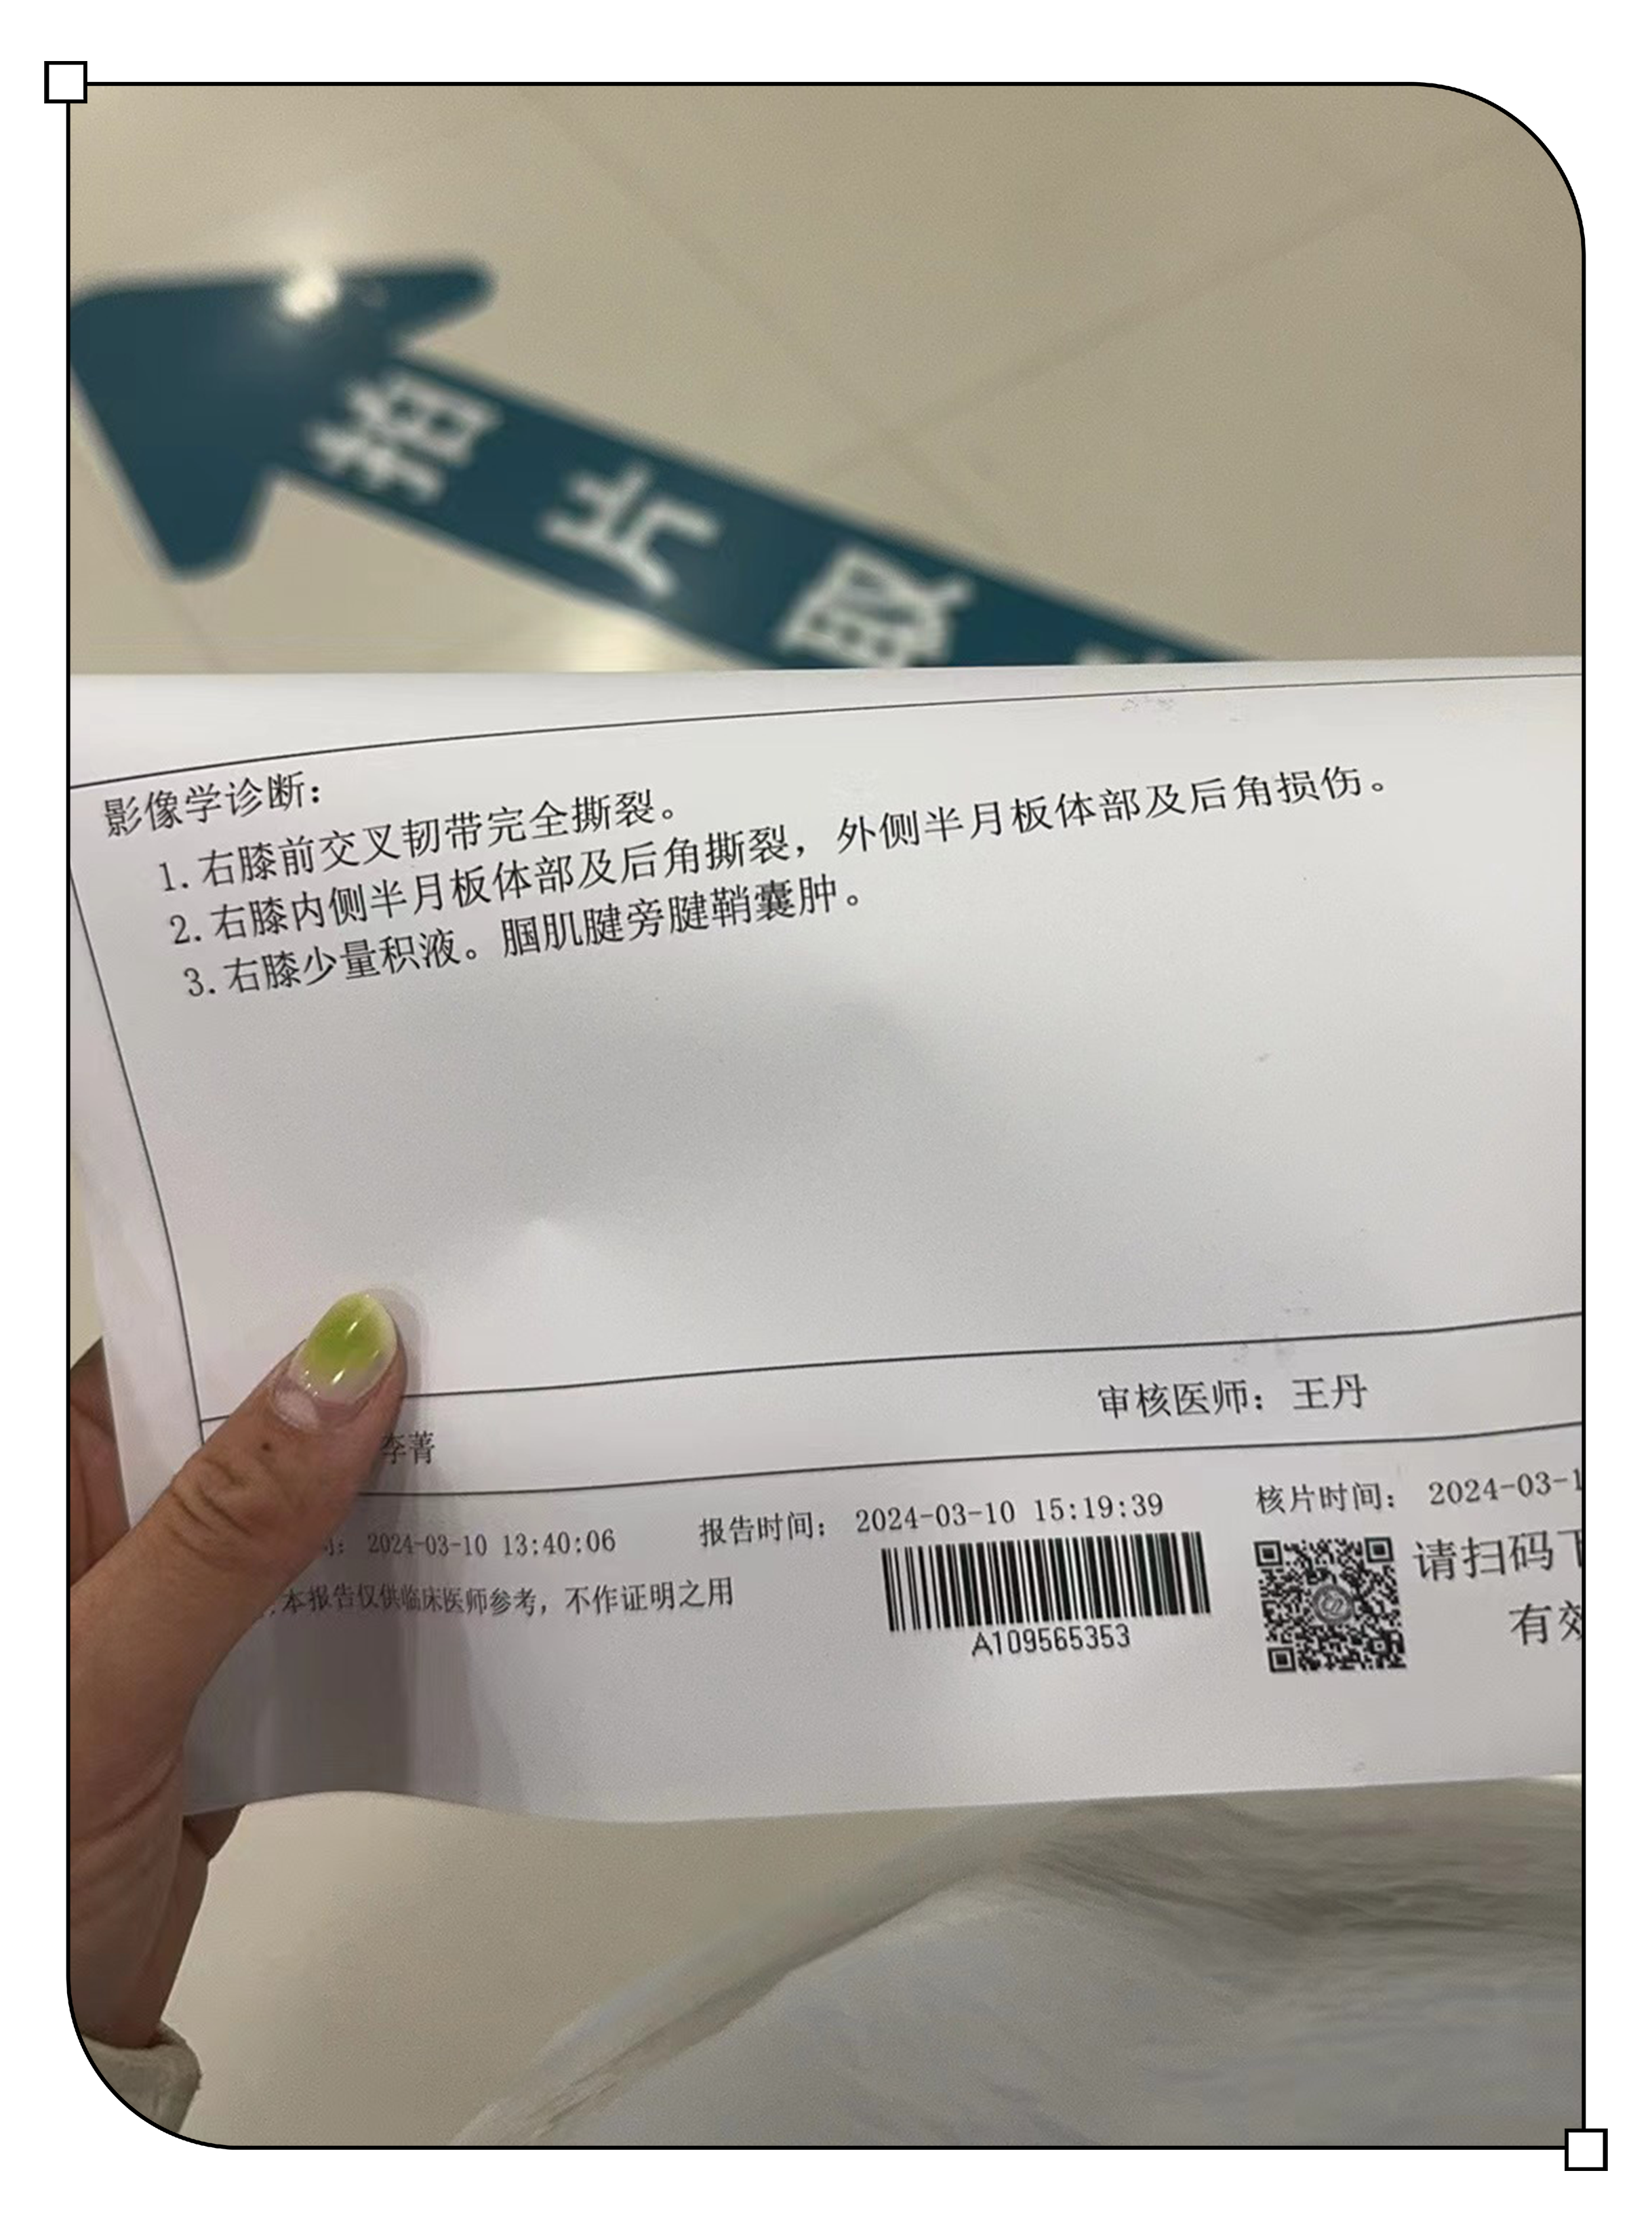 拍片取
影像学诊断：
1. 右膝前交叉韧带完全撕裂。
2. 右膝内侧半月板体部及后角撕裂，外侧半月板体部及后角损伤。
3. 右膝少量积液。腘肌腱旁腱鞘囊肿。
李菁
审核医师： 王丹
2024-03-10 13:40:06
报告时间： 2024-03-10 15:19:39
核片时间： 2024-03-1
本报告仅供临床医师参考，不作证明之用
A109565353
请扫码下
有效